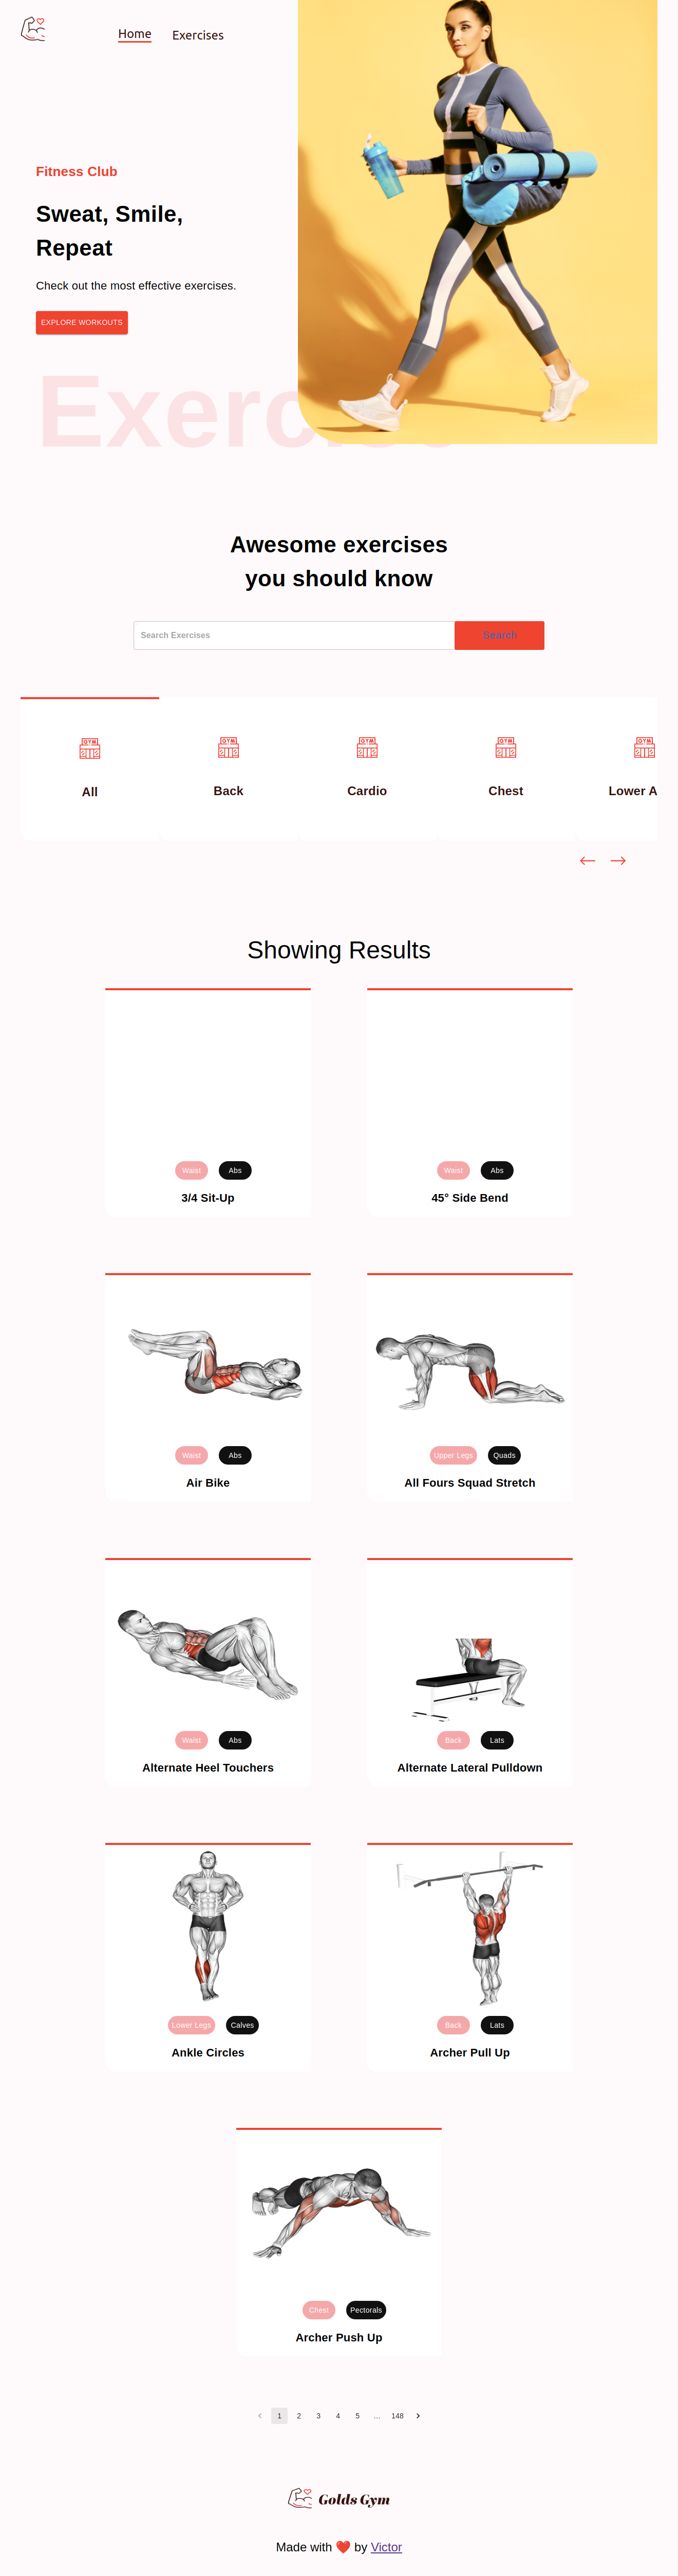 Home Exercises
Fitness Club
Sweat, Smile,
Repeat
Check out the most effective exercises.
EXPLORE WORKOUTS
Exercise
Awesome exercises
you should know
Search Exercises Search
GYM GYM GYM GYM GYM
All Back Cardio Chest Lower A
Showing Results
Waist Abs Waist Abs
3/4 Sit-Up 45° Side Bend
Waist Abs Upper Legs Quads
Air Bike All Fours Squad Stretch
Waist Abs Back Lats
Alternate Heel Touchers Alternate Lateral Pulldown
Lower Legs Calves Back Lats
Ankle Circles Archer Pull Up
Chest Pectorals
Archer Push Up
1 2 3 4 5 … 148
Golds Gym
Made with ❤️ by Victor